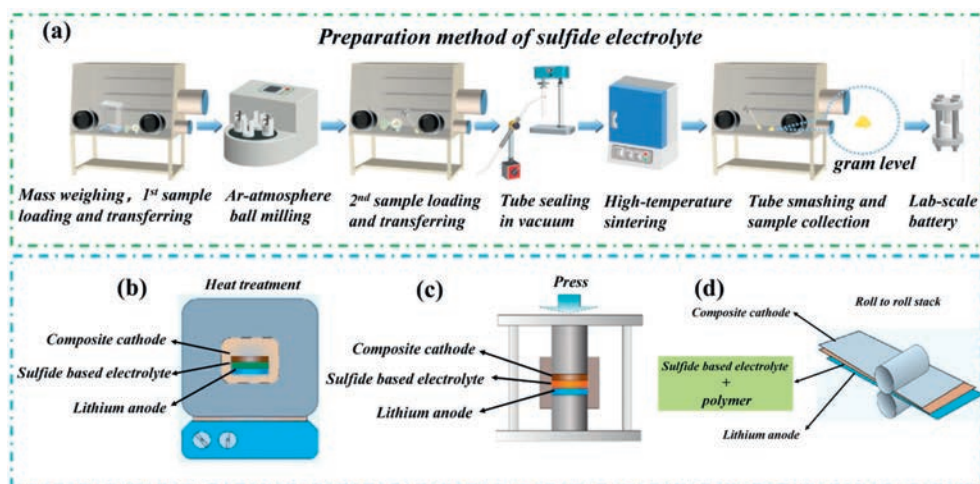 (a)
Preparation method of sulfide electrolyte
gram level
Mass weighing, 1st sample
loading and transferring
Ar-atmosphere
ball milling
2nd sample loading
and transferring
Tube sealing
in vacuum
High-temperature
sintering
Tube smashing and
sample collection
Lab-scale
battery
(b)
Heat treatment
Composite cathode
Sulfide based electrolyte
Lithium anode
(c)
Press
Composite cathode
Sulfide based electrolyte
Lithium anode
(d)
Roll to roll stack
Composite cathode
Sulfide based electrolyte
+
polymer
Lithium anode